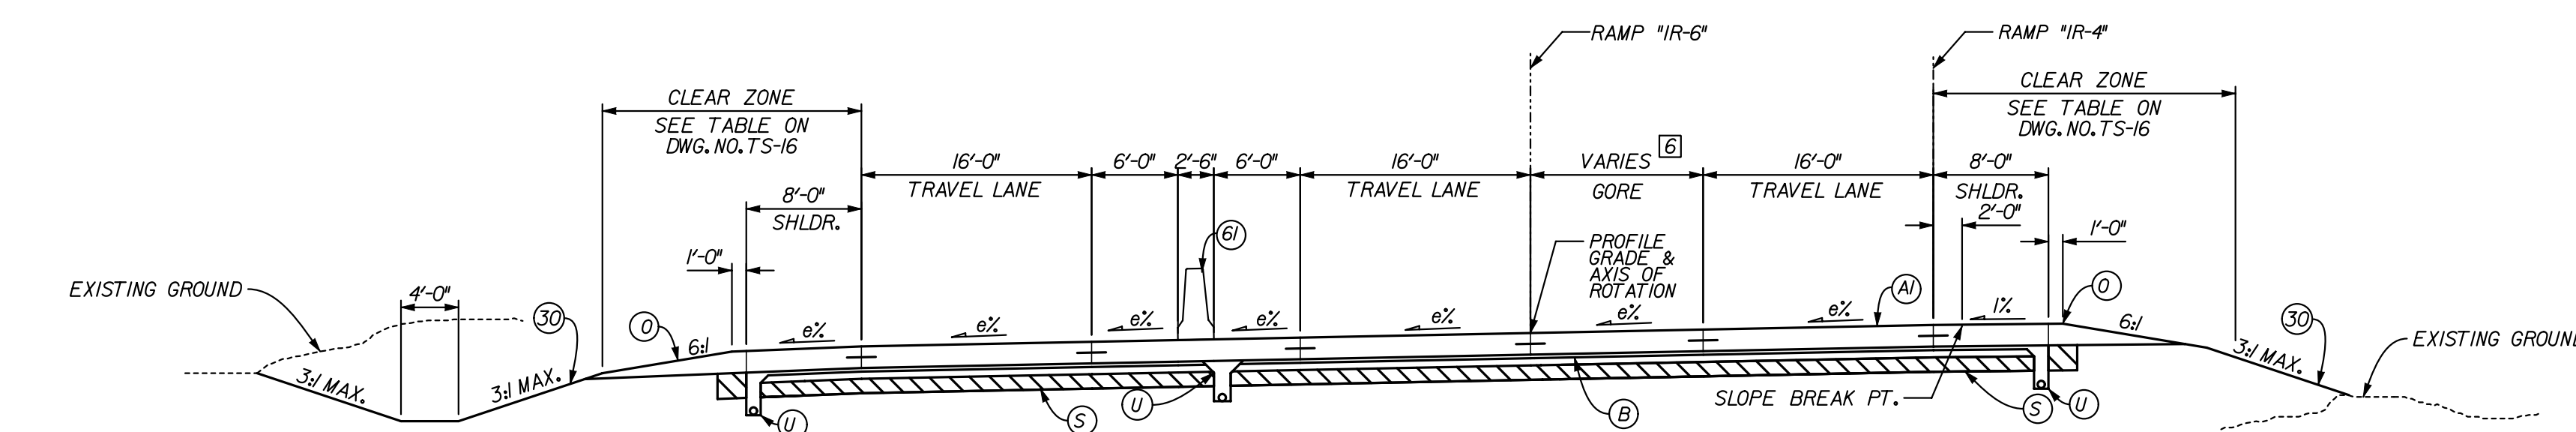 RAMP "IR-6"
RAMP "IR-4"
CLEAR ZONE
SEE TABLE ON
DWG.NO.TS-16
CLEAR ZONE
SEE TABLE ON
DWG.NO.TS-16
16'-0"
TRAVEL LANE
6'-0"
2'-6"
6'-0"
16'-0"
TRAVEL LANE
VARIES 6
GORE
16'-0"
TRAVEL LANE
8'-0"
SHLDR.
2'-0"
1'-0"
8'-0"
SHLDR.
1'-0"
61
PROFILE
GRADE &
AXIS OF
ROTATION
EXISTING GROUND
4'-0"
30
O
6:1
e%
e%
e%
e%
e%
e%
e%
A1
1%
O
6:1
30
EXISTING GROUN
3:1 MAX.
3:1 MAX.
3:1 MAX.
SLOPE BREAK PT.
U
S
U
B
S
U